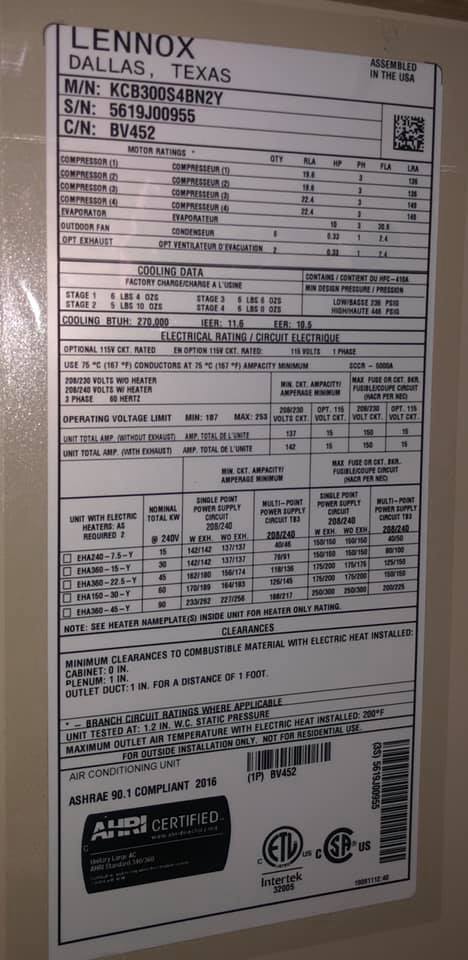 LENNOX
DALLAS, TEXAS
ASSEMBLED
IN THE USA
M/N: KCB300S4BN2Y
S/N: 5619J00955
C/N: BV452
MOTOR RATINGS * QTY RLA HP PH FLA LRA
COMPRESSOR (1) COMPRESSEUR (1) 19.6 3 136
COMPRESSOR (2) COMPRESSEUR (2) 19.6 3 136
COMPRESSOR (3) COMPRESSEUR (3) 22.4 3 149
COMPRESSOR (4) COMPRESSEUR (4) 22.4 3 149
EVAPORATOR EVAPORATEUR 10 3 30.8
OUTDOOR FAN CONDENSEUR 6 0.33 1 2.4
OPT EXHAUST OPT VENTILATEUR D'EVACUATION 2 0.33 1 2.4
COOLING DATA
FACTORY CHARGE/CHARGE A L'USINE
CONTAINS / CONTIENT DU HFC-410A
MIN DESIGN PRESSURE / PRESSION
STAGE 1 6 LBS 4 OZS STAGE 3 6 LBS 6 OZS LOW/BASSE 236 PSIG
STAGE 2 5 LBS 10 OZS STAGE 4 6 LBS 0 OZS HIGH/HAUTE 446 PSIG
COOLING BTUH: 270,000 IEER: 11.6 EER: 10.5
ELECTRICAL RATING / CIRCUIT ELECTRIQUE
OPTIONAL 115V CKT. RATED EN OPTION 115V CKT. RATED: 115 VOLTS 1 PHASE
USE 75 °C (167 °F) CONDUCTORS AT 75 °C (167 °F) AMPACITY MINIMUM SCCR - 5000A
208/230 VOLTS W/O HEATER
208/240 VOLTS W/ HEATER
3 PHASE 60 HERTZ
MIN. CKT. AMPACITY/
AMPERAGE MINIMUM
MAX FUSE OR CKT. BKR.
FUSIBLE/COUPE CIRCUIT
(HACR PER NEC)
OPERATING VOLTAGE LIMIT MIN: 187 MAX: 253
208/230 VOLTS CKT. OPT. 115 VOLT CKT. 208/230 VOLTS CKT. OPT. 115 VOLT CKT.
UNIT TOTAL AMP. (WITHOUT EXHAUST) AMP. TOTAL DE L'UNITE 137 15 150 15
UNIT TOTAL AMP. (WITH EXHAUST) AMP. TOTAL DE L'UNITE 142 15 150 15
MIN. CKT. AMPACITY/
AMPERAGE MINIMUM
MAX FUSE OR CKT. BKR.
FUSIBLE/COUPE CIRCUIT
(HACR PER NEC)
UNIT WITH ELECTRIC
HEATERS: AS
REQUIRED 2
NOMINAL
TOTAL KW
@ 240V
SINGLE POINT
POWER SUPPLY
CIRCUIT
208/240
W EXH. WO EXH.
MULTI-POINT
POWER SUPPLY
CIRCUIT TB3
208/240
SINGLE POINT
POWER SUPPLY
CIRCUIT
208/240
W EXH. WO EXH.
MULTI-POINT
POWER SUPPLY
CIRCUIT TB3
208/240
EHA240-7.5-Y 15 142/142 137/137 40/46 150/150 150/150 40/50
EHA360-15-Y 30 142/142 137/137 79/91 150/150 150/150 80/100
EHA360-22.5-Y 45 162/180 156/174 118/136 175/200 175/175 125/150
EHA150-30-Y 60 170/189 164/183 126/145 175/200 175/200 150/150
EHA360-45-Y 90 233/262 227/256 188/217 250/300 250/300 200/225
NOTE: SEE HEATER NAMEPLATE(S) INSIDE UNIT FOR HEATER ONLY RATING.
CLEARANCES
MINIMUM CLEARANCES TO COMBUSTIBLE MATERIAL WITH ELECTRIC HEAT INSTALLED:
CABINET: 0 IN.
PLENUM: 1 IN.
OUTLET DUCT: 1 IN. FOR A DISTANCE OF 1 FOOT.
* - BRANCH CIRCUIT RATINGS WHERE APPLICABLE
UNIT TESTED AT: 1.2 IN. W.C. STATIC PRESSURE
MAXIMUM OUTLET AIR TEMPERATURE WITH ELECTRIC HEAT INSTALLED: 200°F
FOR OUTSIDE INSTALLATION ONLY. NOT FOR RESIDENTIAL USE.
AIR CONDITIONING UNIT
(1P) BV452
(3S) 5619J00955
ASHRAE 90.1 COMPLIANT 2016
AHRI CERTIFIED
www.ahridirectory.org
Unitary Large AC
AHRI Standard 340/360
C ETL US
Intertek
32005
C SA US